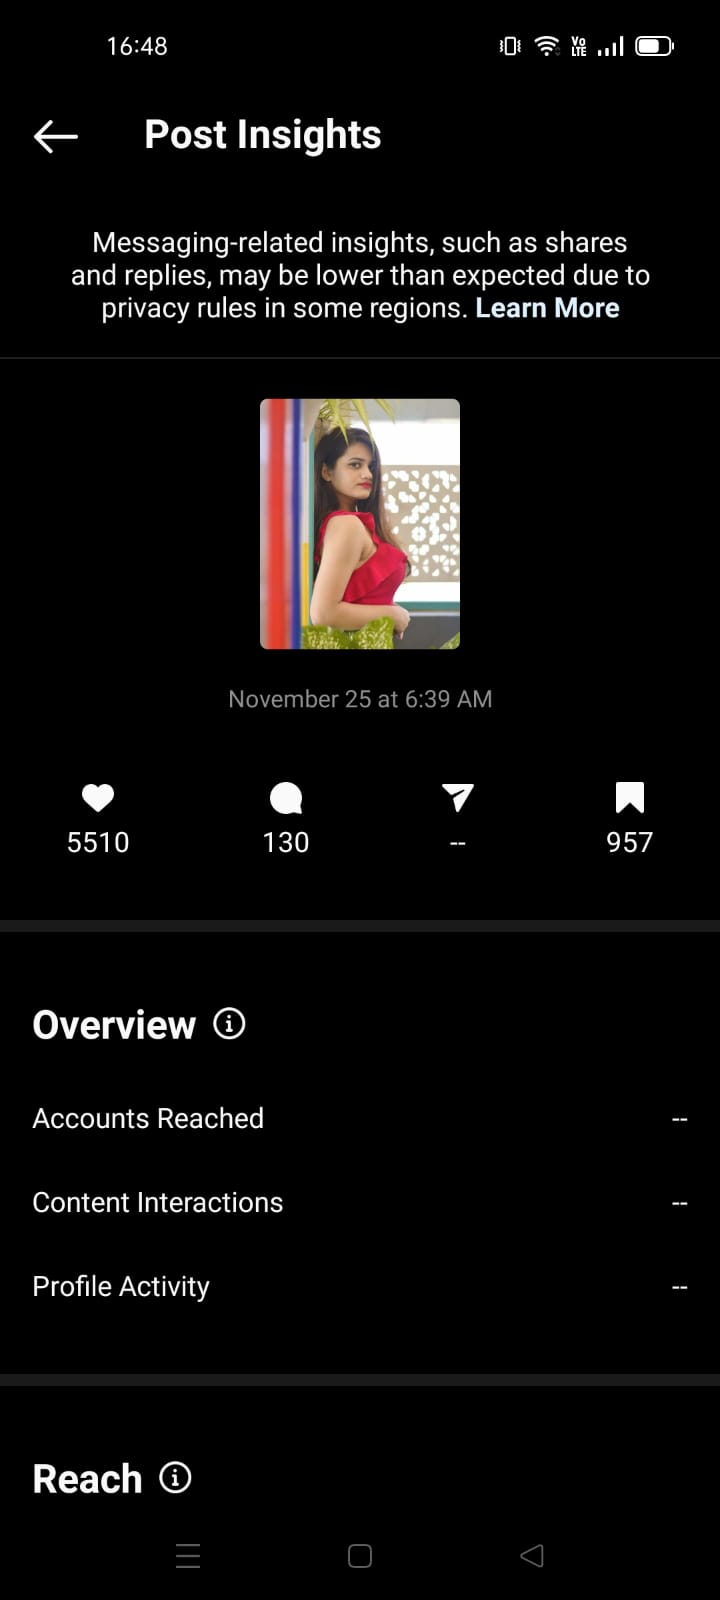 16:48
Vo
LTE
Post Insights
Messaging-related insights, such as shares
and replies, may be lower than expected due to
privacy rules in some regions. Learn More
November 25 at 6:39 AM
5510 130 -- 957
Overview
Accounts Reached --
Content Interactions --
Profile Activity --
Reach